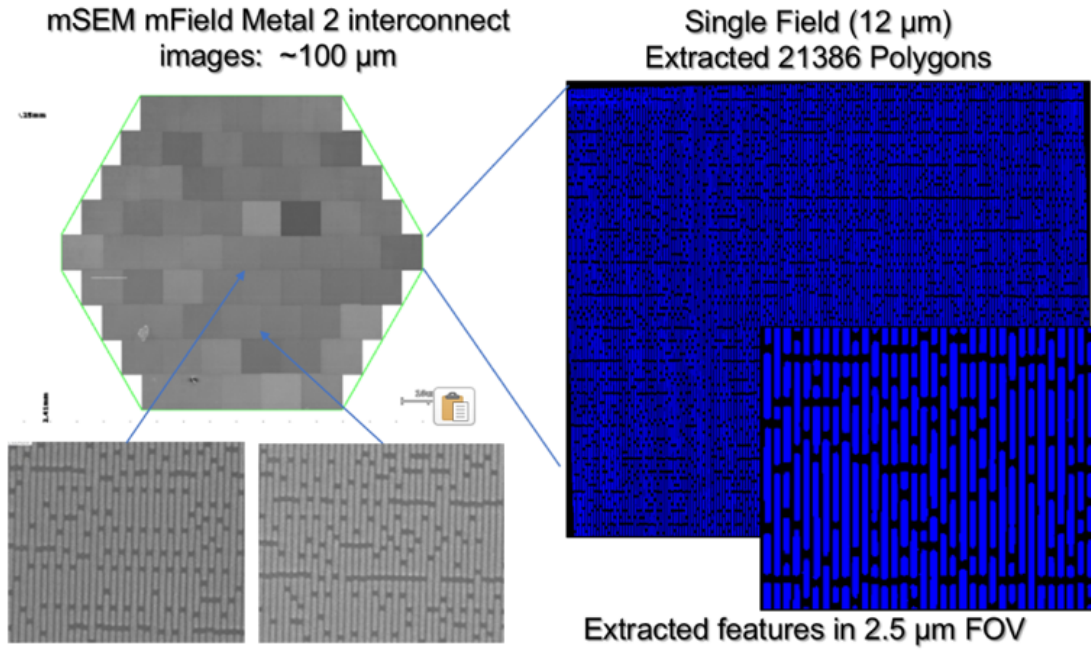 mSEM mField Metal 2 interconnect
images:  ~100 µm
Single Field (12 µm)
Extracted 21386 Polygons
Extracted features in 2.5 µm FOV